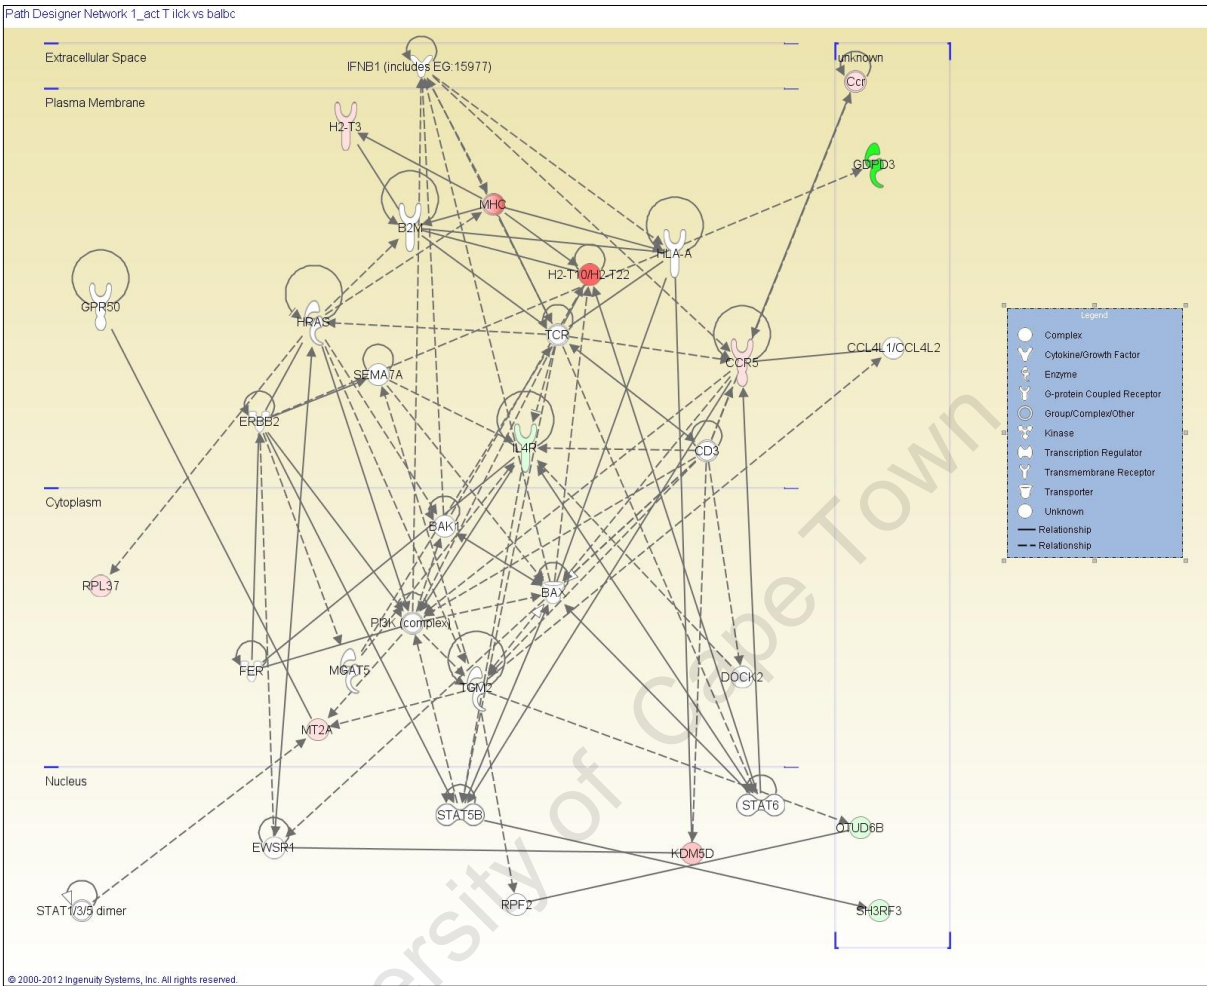 Path Designer Network 1_act T ilck vs balbc
Extracellular Space
unknown
IFNB1 (includes EG:15977)
Ccr
Plasma Membrane
H2-T3
GDPD3
MHC
B2M
HLA-A
H2-T10/H2-T22
GPR50
HRAS
TCR
CCL4L1/CCL4L2
CCR5
SEMA7A
ERBB2
IL4R
CD3
Cytoplasm
BAK1
RPL37
BAX
PI3K (complex)
FER
MGAT5
TGM2
DOCK2
MT2A
Nucleus
STAT6
STAT5B
OTUD6B
EWSR1
KDM5D
RPF2
STAT1/3/5 dimer
SH3RF3
Legend
Complex
Cytokine/Growth Factor
Enzyme
G-protein Coupled Receptor
Group/Complex/Other
Kinase
Transcription Regulator
Transmembrane Receptor
Transporter
Unknown
Relationship
Relationship
ersity of Cape Town
© 2000-2012 Ingenuity Systems, Inc. All rights reserved.